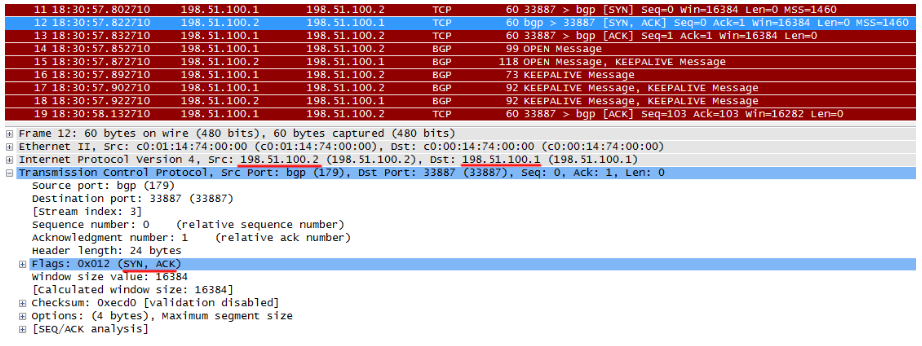 11 18:30:57.802710 198.51.100.1 198.51.100.2 TCP 60 33887 > bgp [SYN] Seq=0 Win=16384 Len=0 MSS=1460
12 18:30:57.822710 198.51.100.2 198.51.100.1 TCP 60 bgp > 33887 [SYN, ACK] Seq=0 Ack=1 Win=16384 Len=0 MSS=1460
13 18:30:57.832710 198.51.100.1 198.51.100.2 TCP 60 33887 > bgp [ACK] Seq=1 Ack=1 Win=16384 Len=0
14 18:30:57.852710 198.51.100.1 198.51.100.2 BGP 99 OPEN Message
15 18:30:57.872710 198.51.100.2 198.51.100.1 BGP 118 OPEN Message, KEEPALIVE Message
16 18:30:57.892710 198.51.100.1 198.51.100.2 BGP 73 KEEPALIVE Message
17 18:30:57.902710 198.51.100.2 198.51.100.1 BGP 92 KEEPALIVE Message, KEEPALIVE Message
18 18:30:57.922710 198.51.100.1 198.51.100.2 BGP 92 KEEPALIVE Message, KEEPALIVE Message
19 18:30:58.132710 198.51.100.1 198.51.100.2 TCP 60 33887 > bgp [ACK] Seq=103 Ack=103 Win=16282 Len=0
Frame 12: 60 bytes on wire (480 bits), 60 bytes captured (480 bits)
Ethernet II, Src: c0:01:14:74:00:00 (c0:01:14:74:00:00), Dst: c0:00:14:74:00:00 (c0:00:14:74:00:00)
Internet Protocol Version 4, Src: 198.51.100.2 (198.51.100.2), Dst: 198.51.100.1 (198.51.100.1)
Transmission Control Protocol, Src Port: bgp (179), Dst Port: 33887 (33887), Seq: 0, Ack: 1, Len: 0
Source port: bgp (179)
Destination port: 33887 (33887)
[Stream index: 3]
Sequence number: 0 (relative sequence number)
Acknowledgment number: 1 (relative ack number)
Header length: 24 bytes
Flags: 0x012 (SYN, ACK)
Window size value: 16384
[Calculated window size: 16384]
Checksum: 0xecd0 [validation disabled]
Options: (4 bytes), Maximum segment size
[SEQ/ACK analysis]